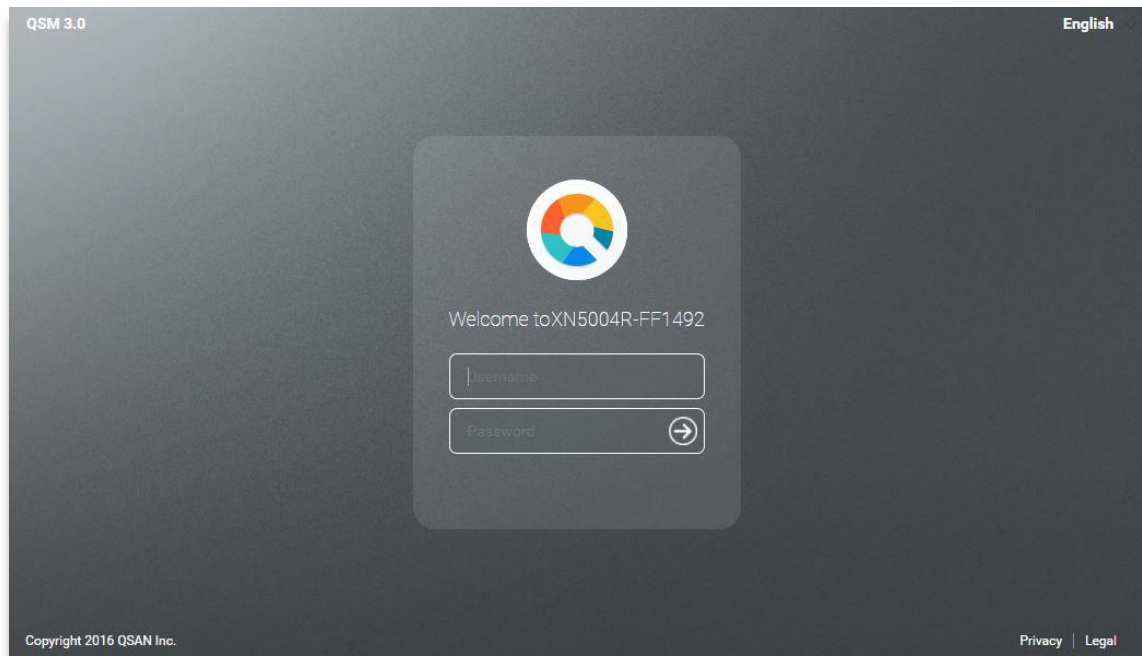 QSM 3.0
English
Welcome toXN5004R-FF1492
Username
Password
Copyright 2016 QSAN Inc.
Privacy | Legal